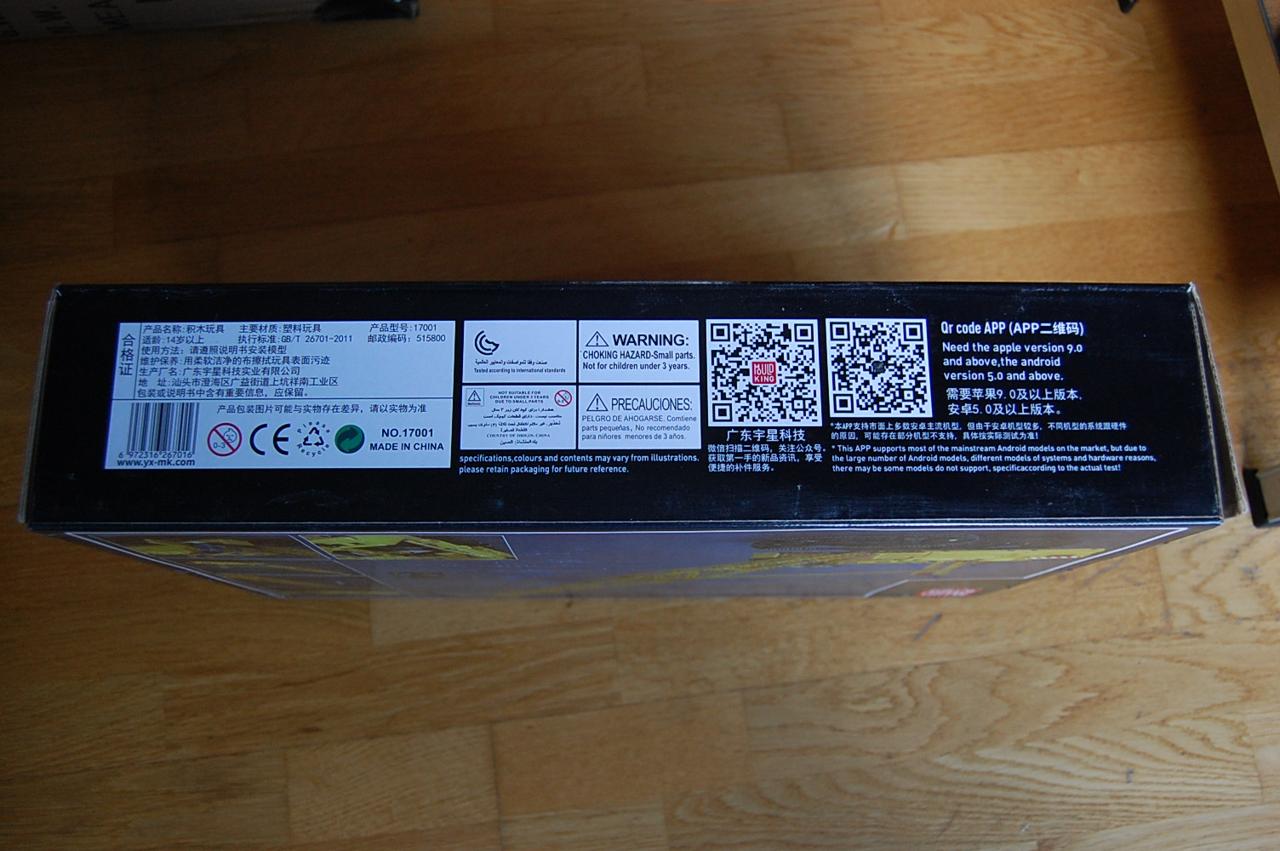 合格证
产品名称:积木玩具 主要材质:塑料玩具 产品型号:17001
适龄:14岁以上 执行标准:GB/T 26701-2011 邮政编码: 515800
使用方法: 请遵照说明书安装模型
维护保养: 用柔软洁净的布擦拭玩具表面污迹
生产厂名: 广东宇星科技实业有限公司
地 址:汕头市澄海区广益街道上坑祥南工业区
包装或说明书中含有重要信息, 应保留。
产品包装图片可能与实物存在差异, 请以实物为准
6 972316 267016
www.yx-mk.com
0-3
CE
Recycle
NO.17001
MADE IN CHINA
Tested according to international standards
WARNING:
CHOKING HAZARD-Small parts.
Not for children under 3 years.
NOT SUITABLE FOR
CHILDREN UNDER 3 YEARS
DUE TO SMALL PARTS
COUNTRY OF ORIGIN, CHINA
PRECAUCIONES:
PELGRO DE AHOGARSE. Contiene
parts pequeñas, No recomendado
para niñores menores de 3 años.
specifications,colours and contents may vary from illustrations.
please retain packaging for future reference.
MOULD
KING
广东宇星科技
微信扫描二维码, 关注公众号。
获取第一手的新品资讯, 享受
便捷的补件服务。
Qr code APP (APP二维码)
Need the apple version 9.0
and above,the android
version 5.0 and above.
需要苹果9.0及以上版本,
安卓5.0及以上版本。
*本APP支持市面上多数安卓主流机型, 但由于安卓机型较多, 不同机型的系统跟硬件
的原因, 可能存在部分机型不支持, 具体按实际测试为准!
* This APP supports most of the mainstream Android models on the market, but due to
the large number of Android models, different models of systems and hardware reasons,
there may be some models do not support, specificaccording to the actual test!